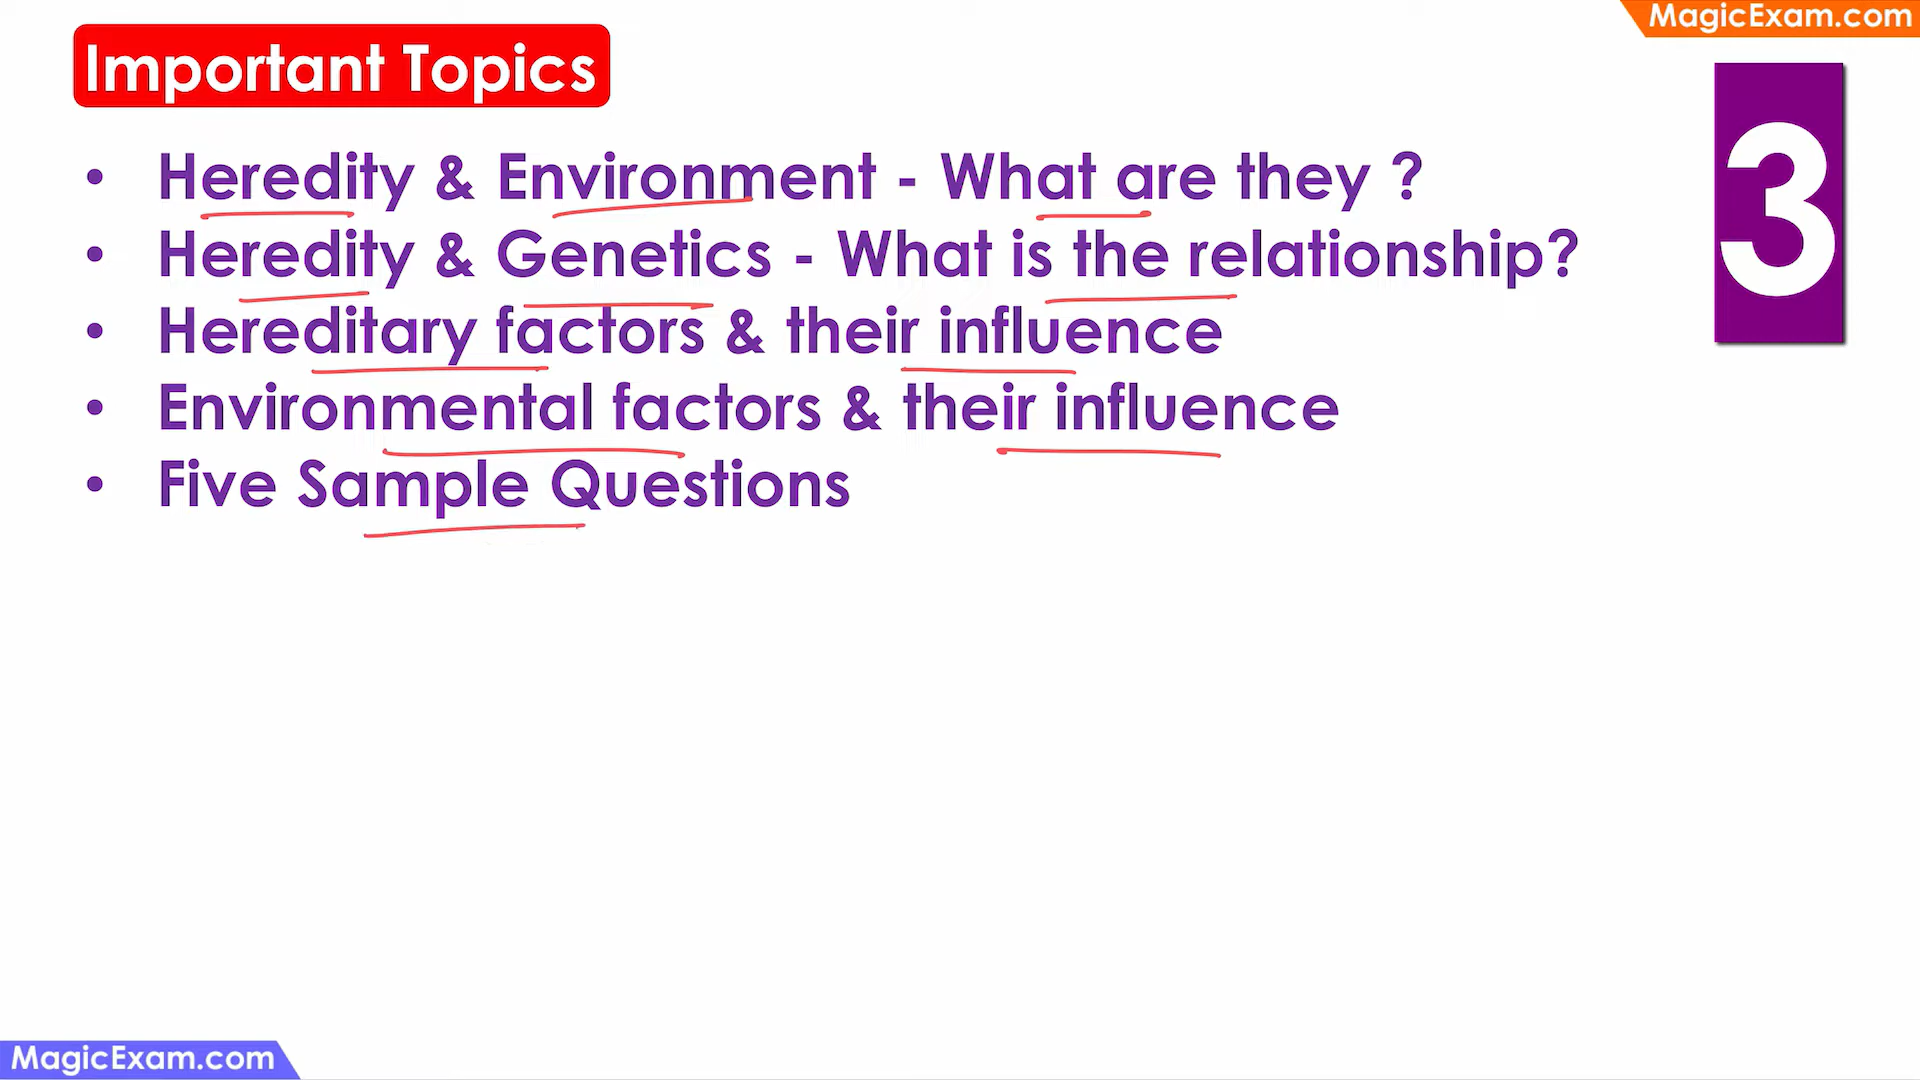 MagicExam.com
Important Topics
3
• Heredity & Environment - What are they ?
• Heredity & Genetics - What is the relationship?
• Hereditary factors & their influence
• Environmental factors & their influence
• Five Sample Questions
MagicExam.com